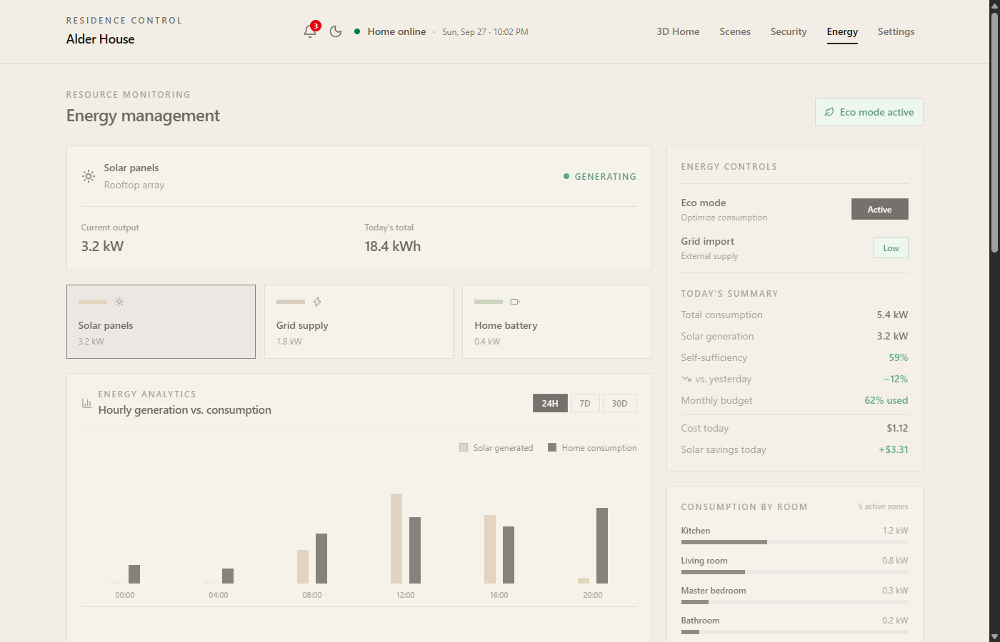 RESIDENCE CONTROL
Alder House
3
Home online · Sun, Sep 27 · 10:02 PM
3D Home
Scenes
Security
Energy
Settings
RESOURCE MONITORING
Energy management
Eco mode active
Solar panels
Rooftop array
GENERATING
Current output
3.2 kW
Today's total
18.4 kWh
Solar panels
3.2 kW
Grid supply
1.8 kW
Home battery
0.4 kW
ENERGY ANALYTICS
Hourly generation vs. consumption
24H
7D
30D
Solar generated
Home consumption
00:00
04:00
08:00
12:00
16:00
20:00
ENERGY CONTROLS
Eco mode
Optimize consumption
Active
Grid import
External supply
Low
TODAY'S SUMMARY
Total consumption 5.4 kW
Solar generation 3.2 kW
Self-sufficiency 59%
vs. yesterday −12%
Monthly budget 62% used
Cost today $1.12
Solar savings today +$3.31
CONSUMPTION BY ROOM 5 active zones
Kitchen 1.2 kW
Living room 0.8 kW
Master bedroom 0.3 kW
Bathroom 0.2 kW